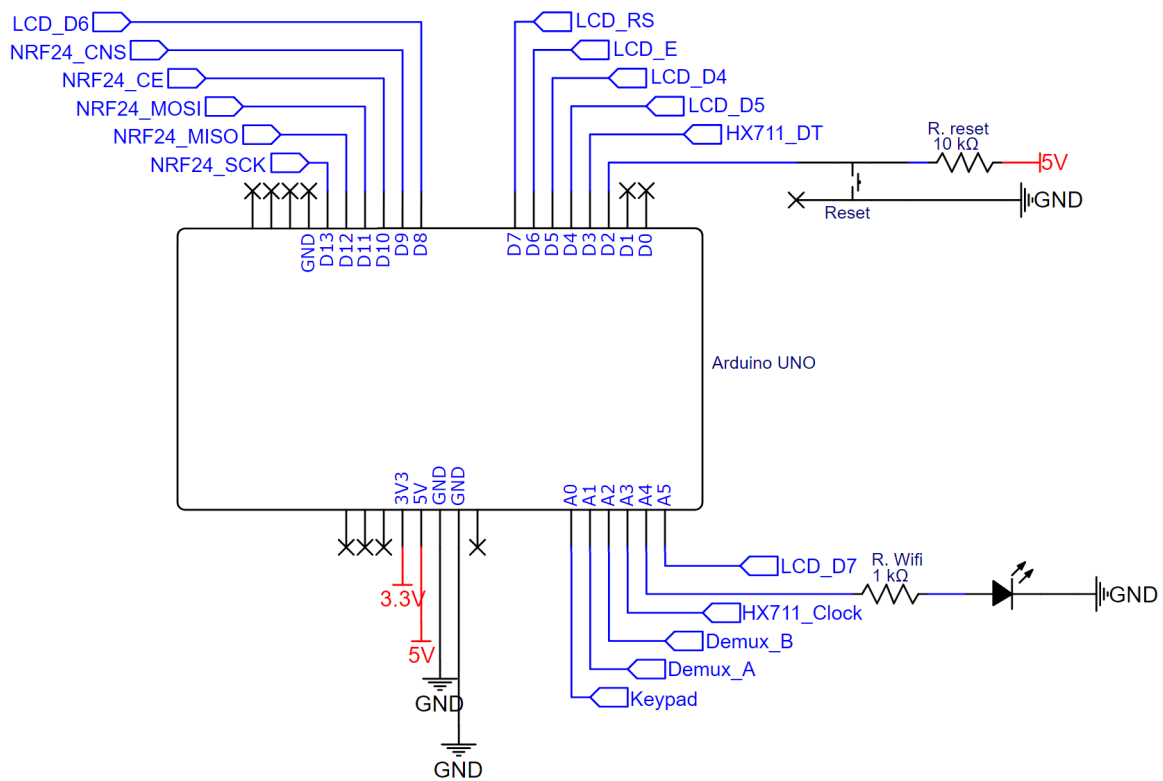 LCD_D6
NRF24_CNS
NRF24_CE
NRF24_MOSI
NRF24_MISO
NRF24_SCK
LCD_RS
LCD_E
LCD_D4
LCD_D5
HX711_DT
R. reset
10 kΩ
5V
Reset
GND
GND
D13
D12
D11
D10
D9
D8
D7
D6
D5
D4
D3
D2
D1
D0
Arduino UNO
3V3
5V
GND
GND
A0
A1
A2
A3
A4
A5
3.3V
5V
GND
GND
LCD_D7
R. Wifi
1 kΩ
GND
HX711_Clock
Demux_B
Demux_A
Keypad